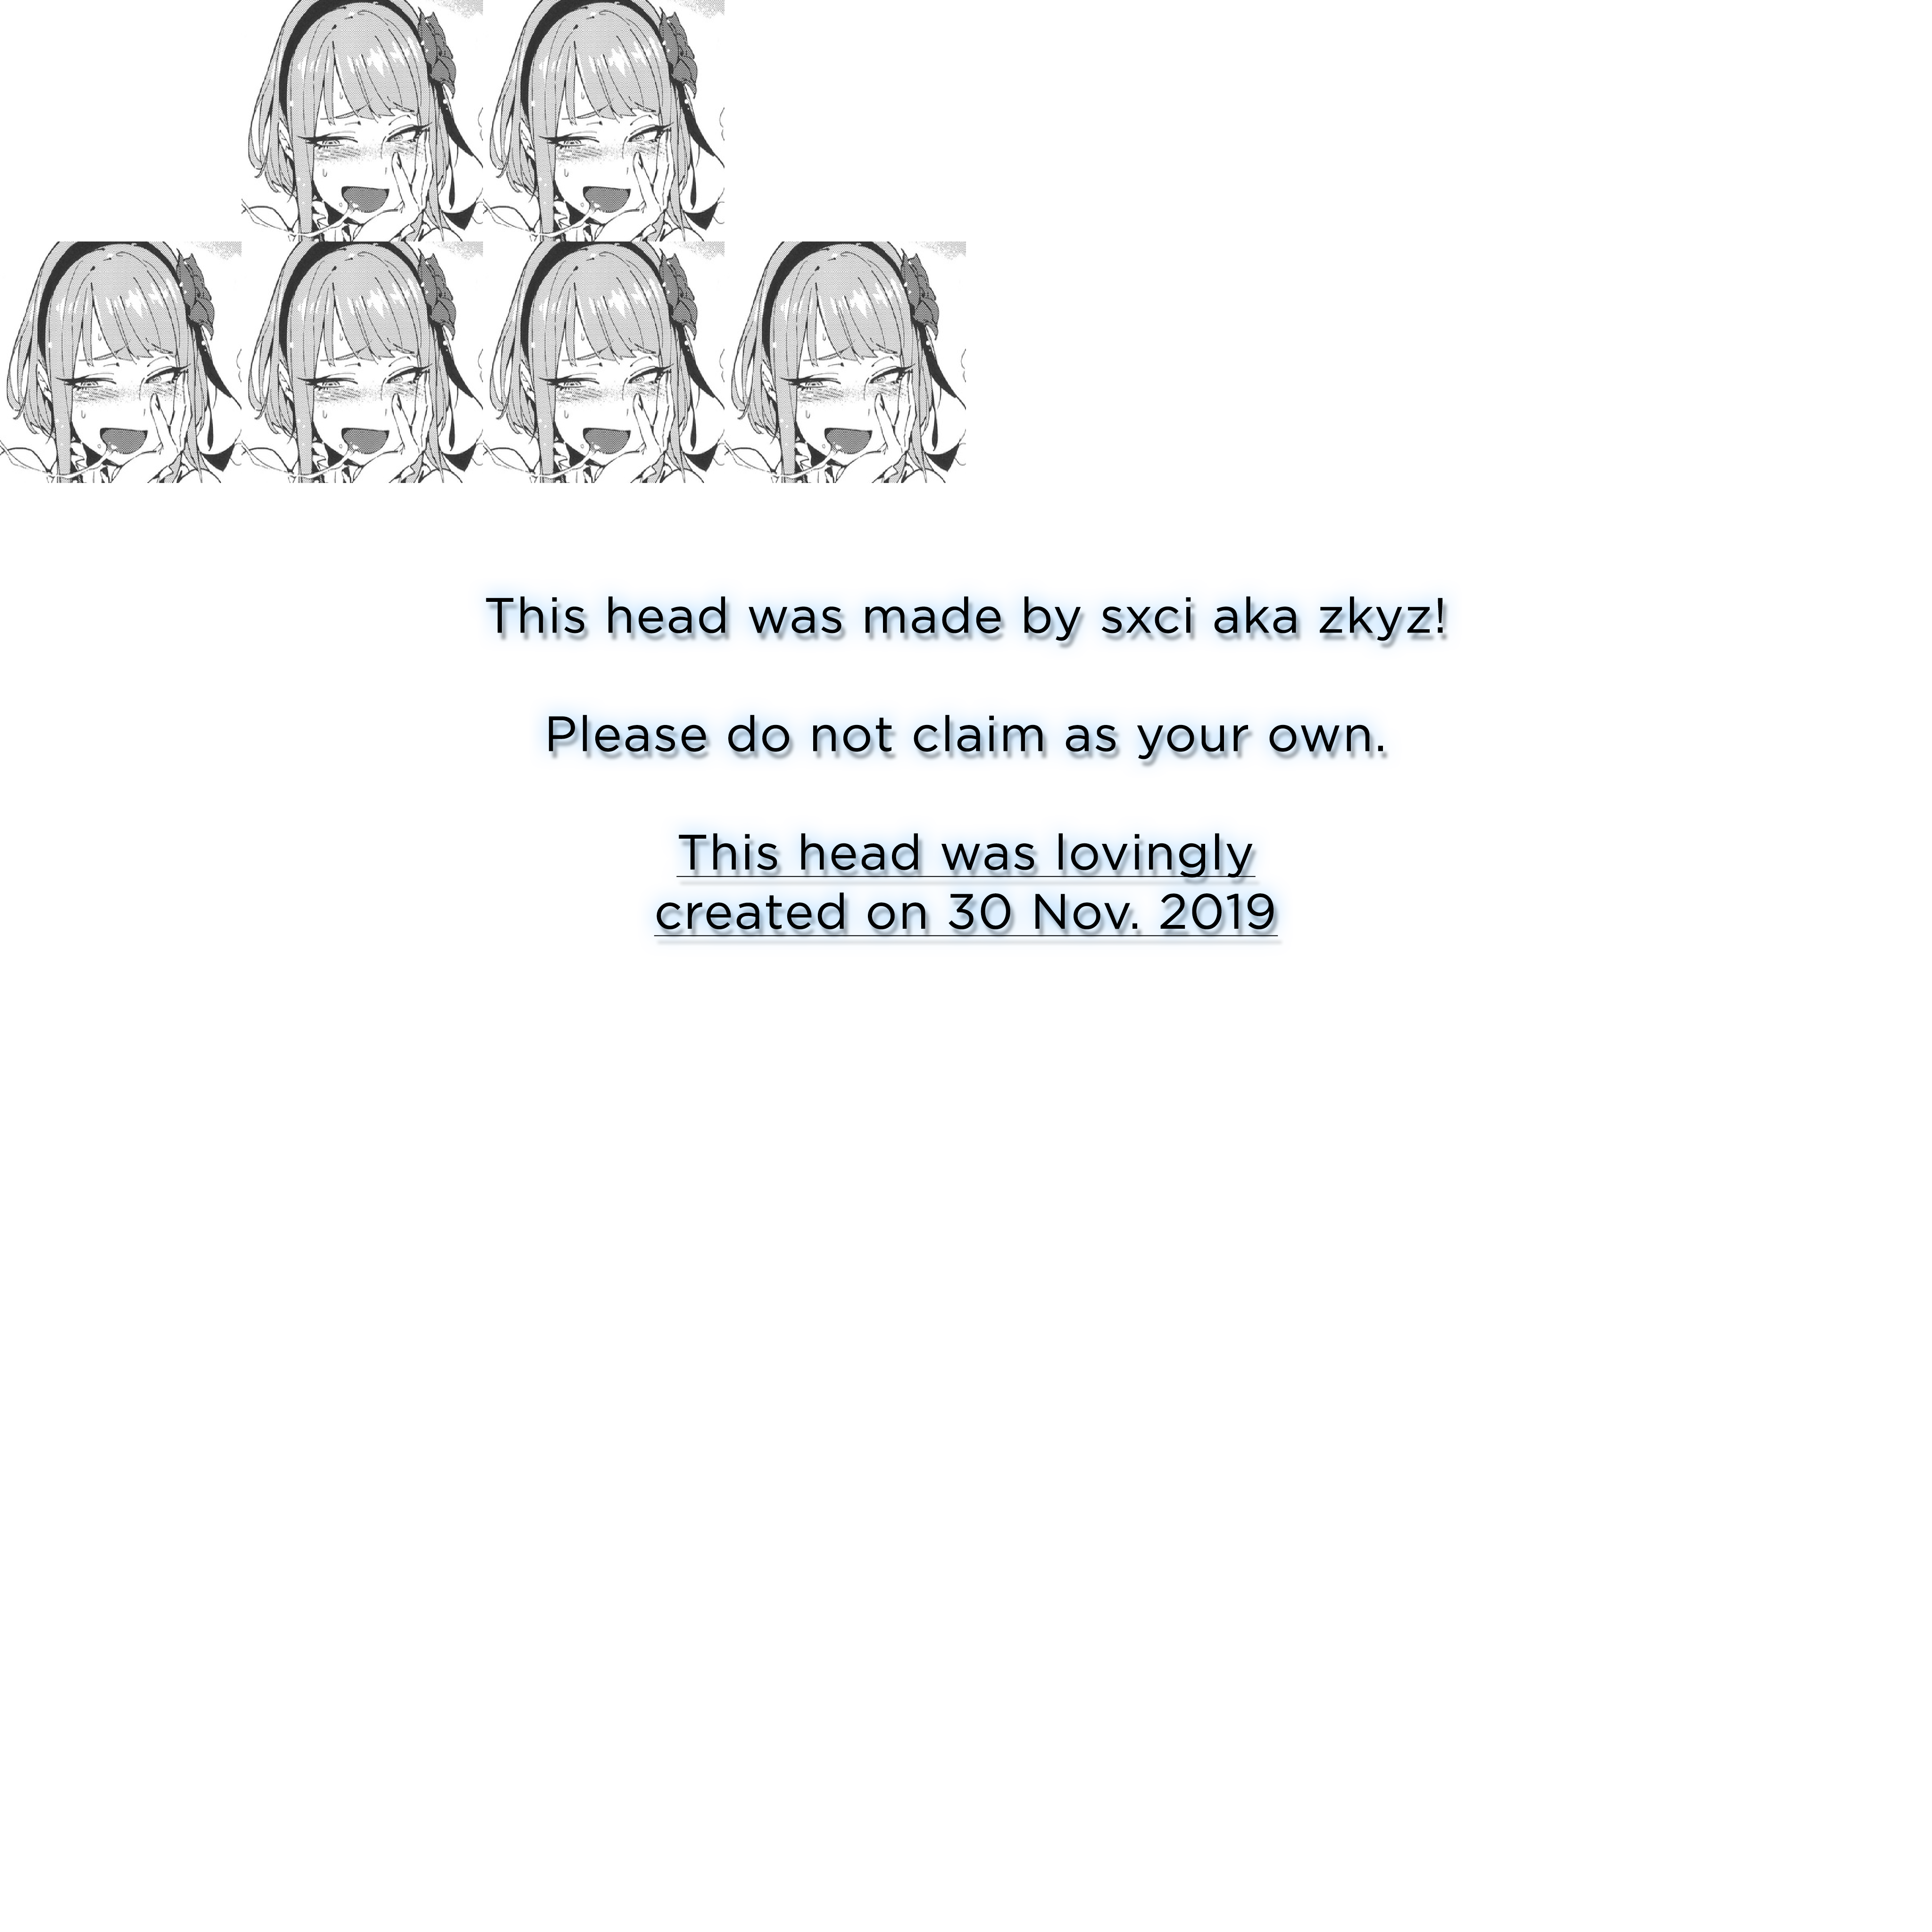 This head was made by sxci aka zkyz!
Please do not claim as your own.
This head was lovingly
created on 30 Nov. 2019